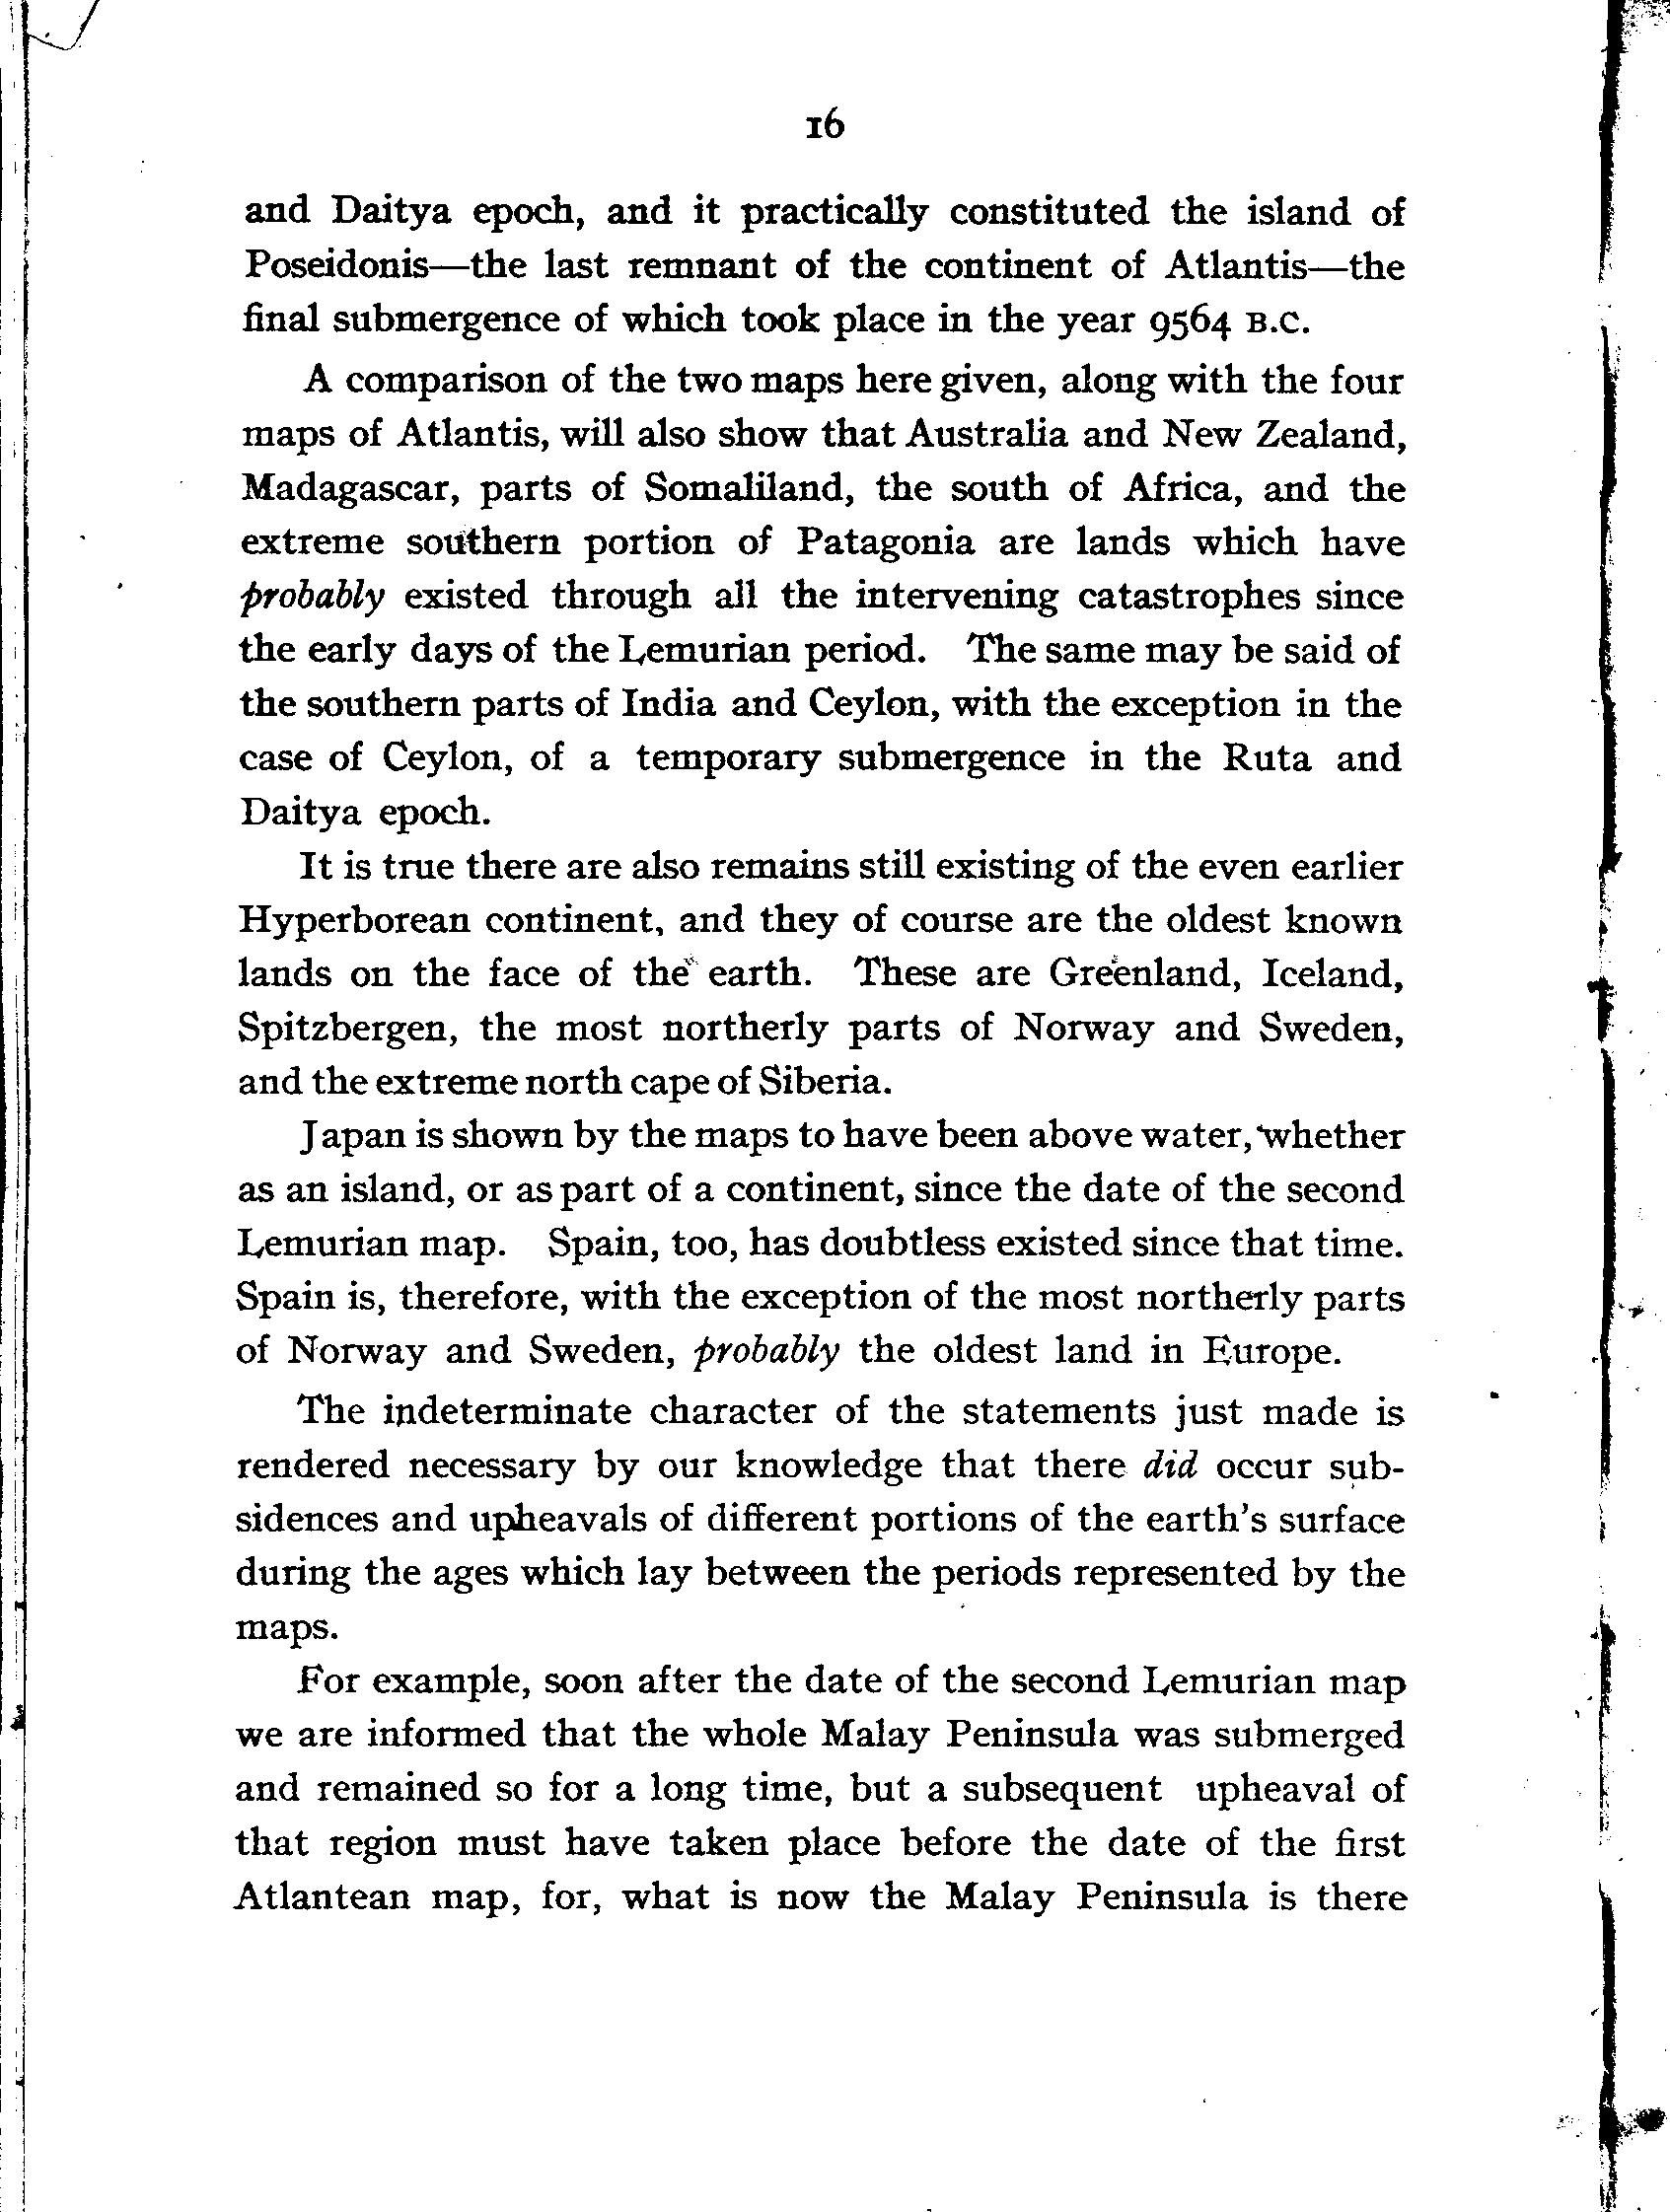 16
and Daitya epoch, and it practically constituted the island of
Poseidonis—the last remnant of the continent of Atlantis—the
final submergence of which took place in the year 9564 B.C.
A comparison of the two maps here given, along with the four
maps of Atlantis, will also show that Australia and New Zealand,
Madagascar, parts of Somaliland, the south of Africa, and the
extreme southern portion of Patagonia are lands which have
probably existed through all the intervening catastrophes since
the early days of the Lemurian period. The same may be said of
the southern parts of India and Ceylon, with the exception in the
case of Ceylon, of a temporary submergence in the Ruta and
Daitya epoch.
It is true there are also remains still existing of the even earlier
Hyperborean continent, and they of course are the oldest known
lands on the face of the earth. These are Greenland, Iceland,
Spitzbergen, the most northerly parts of Norway and Sweden,
and the extreme north cape of Siberia.
Japan is shown by the maps to have been above water, whether
as an island, or as part of a continent, since the date of the second
Lemurian map. Spain, too, has doubtless existed since that time.
Spain is, therefore, with the exception of the most northerly parts
of Norway and Sweden, probably the oldest land in Europe.
The indeterminate character of the statements just made is
rendered necessary by our knowledge that there did occur sub-
sidences and upheavals of different portions of the earth's surface
during the ages which lay between the periods represented by the
maps.
For example, soon after the date of the second Lemurian map
we are informed that the whole Malay Peninsula was submerged
and remained so for a long time, but a subsequent upheaval of
that region must have taken place before the date of the first
Atlantean map, for, what is now the Malay Peninsula is there